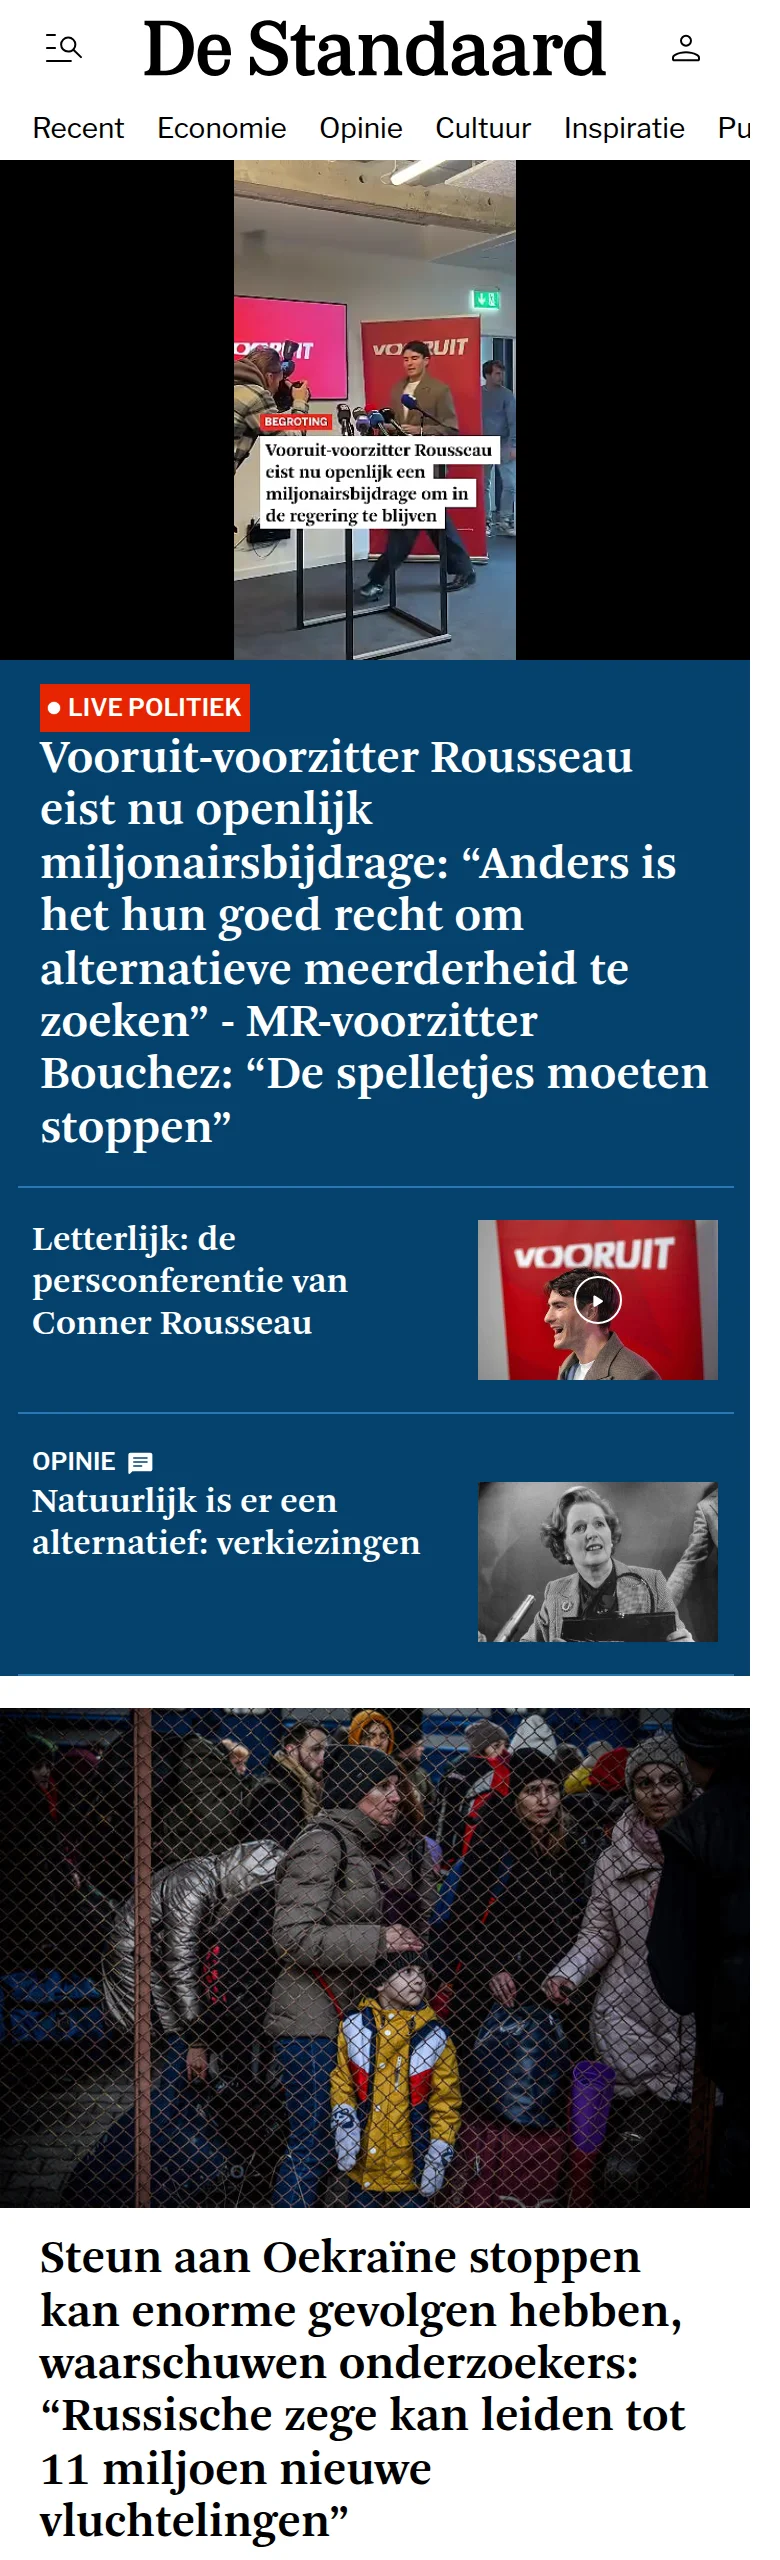 De Standaard
Recent Economie Opinie Cultuur Inspiratie Pu
VOORUIT
BEGROTING
Vooruit-voorzitter Rousseau
eist nu openlijk een
miljonairsbijdrage om in
de regering te blijven
LIVE POLITIEK
Vooruit-voorzitter Rousseau
eist nu openlijk
miljonairsbijdrage: “Anders is
het hun goed recht om
alternatieve meerderheid te
zoeken” - MR-voorzitter
Bouchez: “De spelletjes moeten
stoppen”
Letterlijk: de
persconferentie van
Conner Rousseau
VOORUIT
OPINIE
Natuurlijk is er een
alternatief: verkiezingen
Steun aan Oekraïne stoppen
kan enorme gevolgen hebben,
waarschuwen onderzoekers:
“Russische zege kan leiden tot
11 miljoen nieuwe
vluchtelingen”